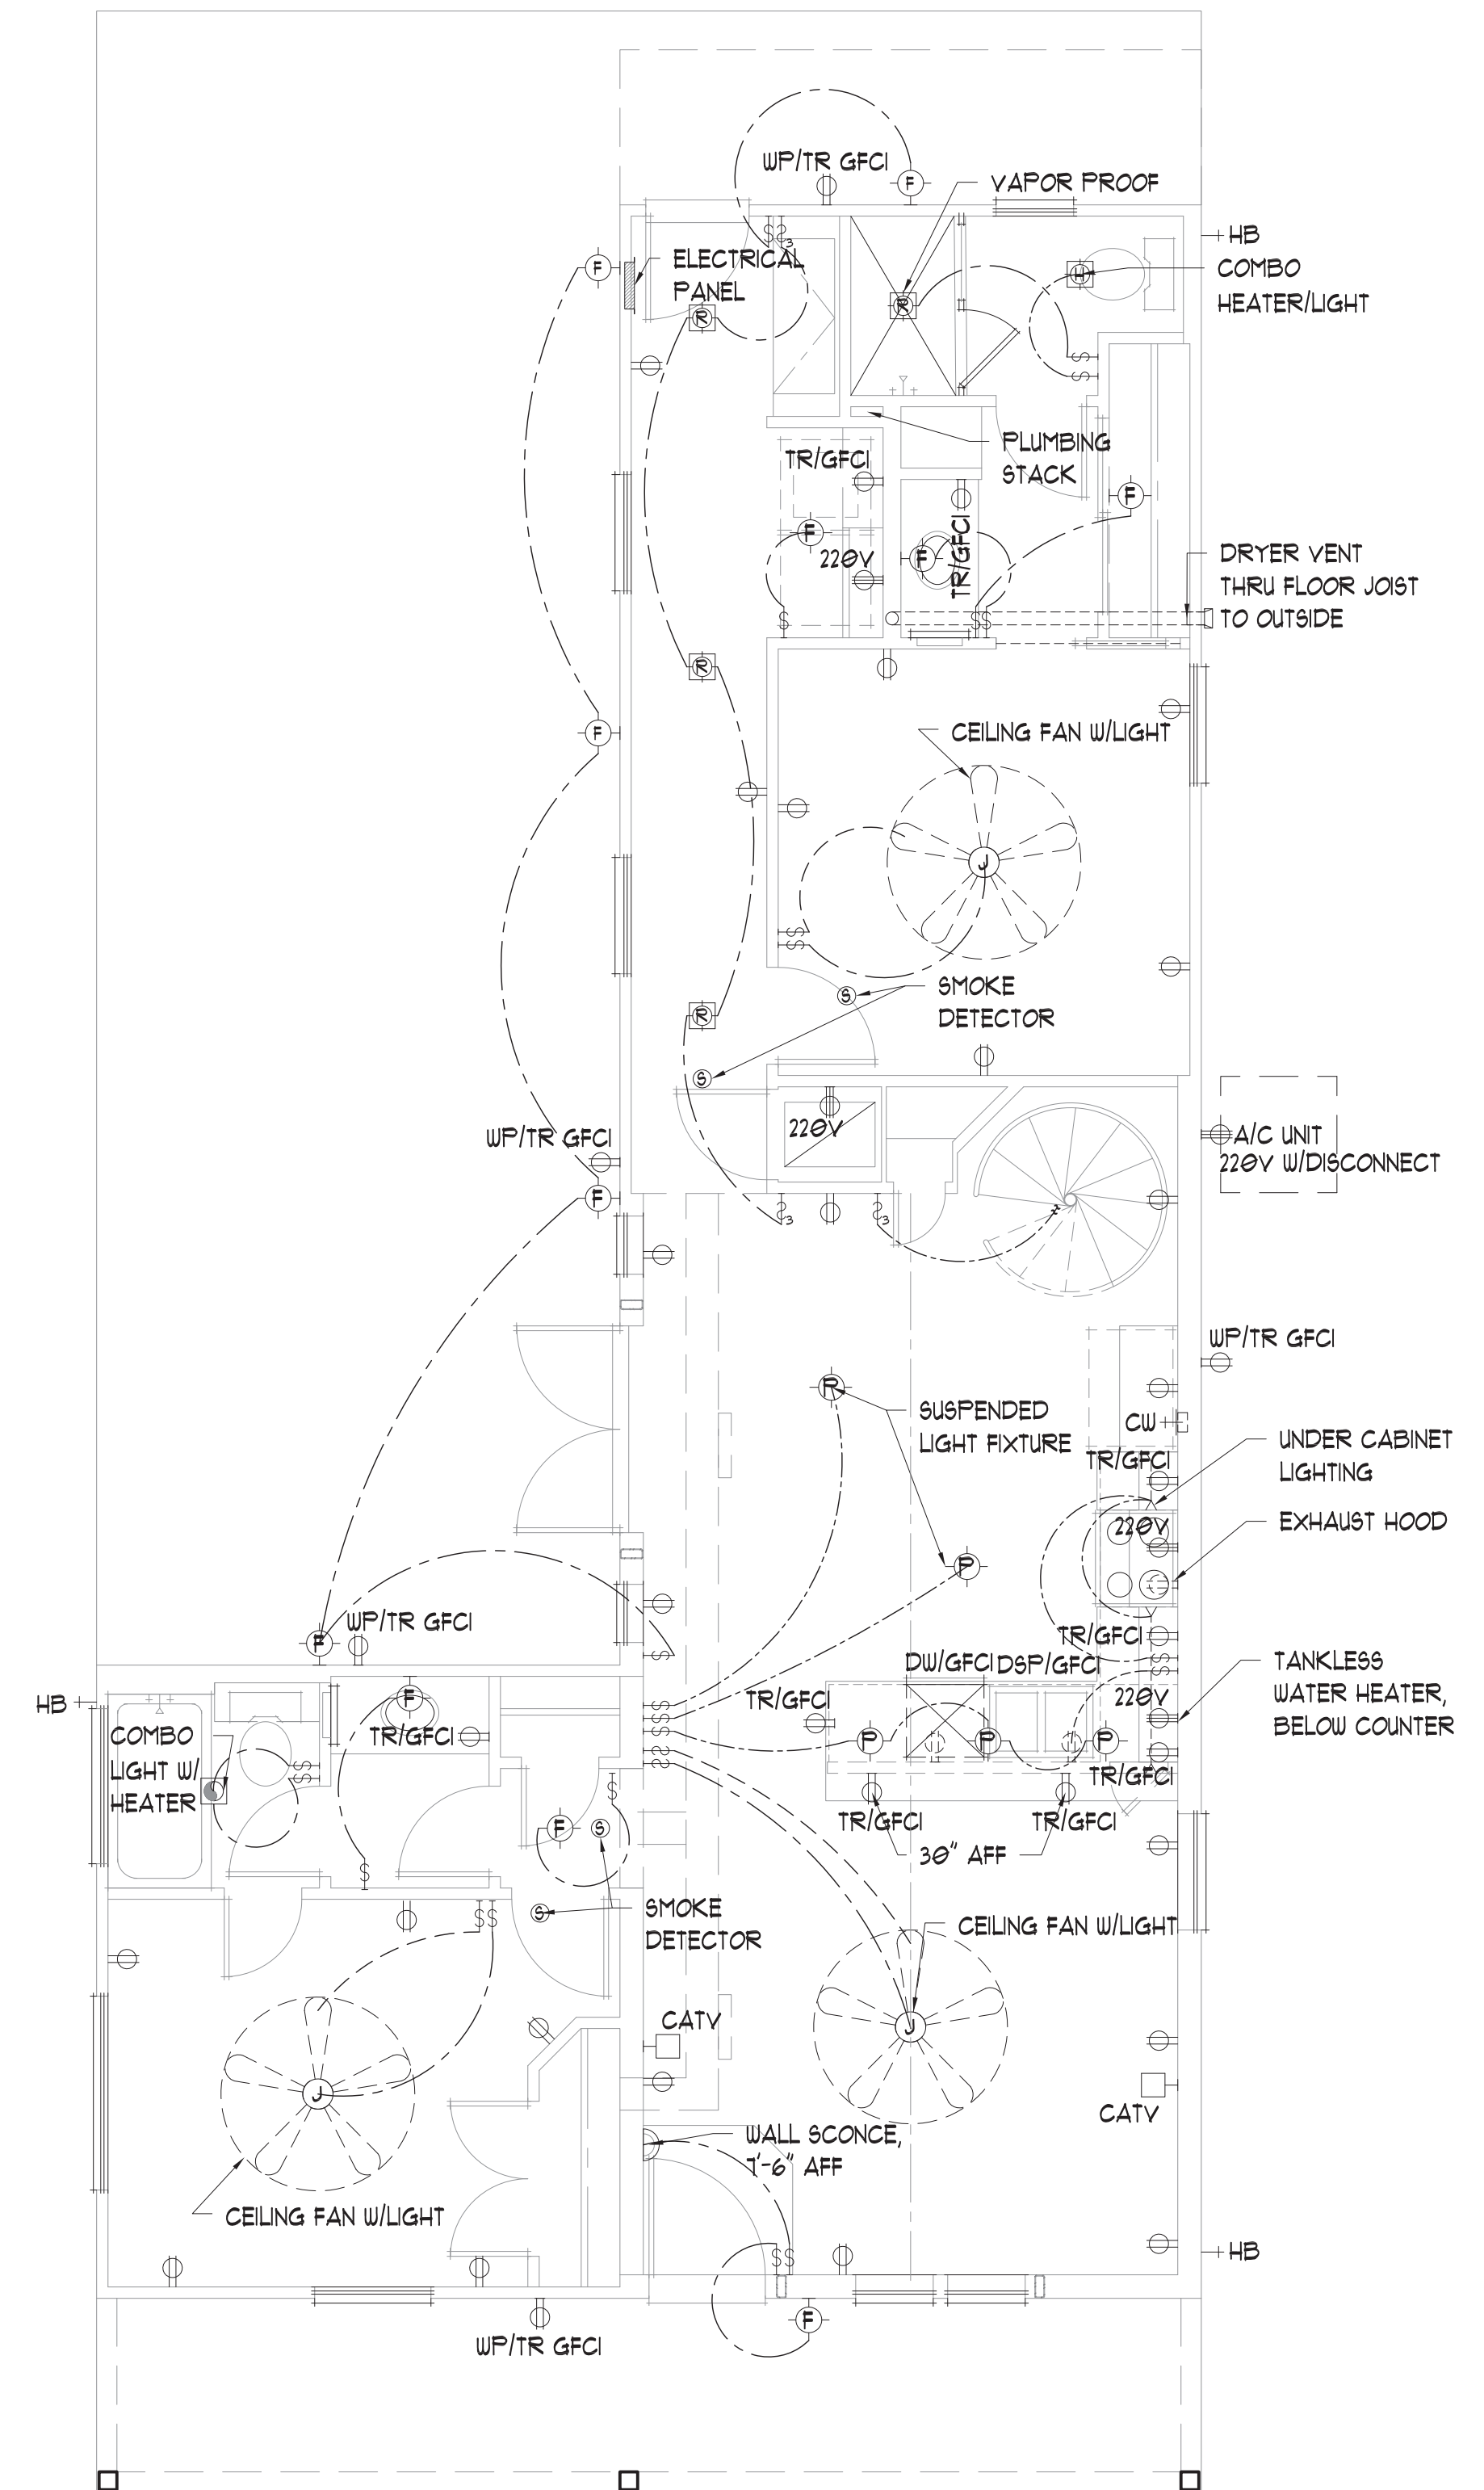 WP/TR GFCI
F
VAPOR PROOF
S S3
HB
F
ELECTRICAL
PANEL
H
COMBO
HEATER/LIGHT
R
R
S
S
PLUMBING
STACK
TR/GFCI
F
F
220V
F
TR/GFCI
DRYER VENT
THRU FLOOR JOIST
TO OUTSIDE
S
S S
R
F
CEILING FAN W/LIGHT
J
S
S
S
SMOKE
DETECTOR
R
S
220V
WP/TR GFCI
A/C UNIT
220V W/DISCONNECT
F
S3
S3
WP/TR GFCI
P
SUSPENDED
LIGHT FIXTURE
CW
UNDER CABINET
LIGHTING
TR/GFCI
220V
EXHAUST HOOD
P
F
WP/TR GFCI
S
TR/GFCI
DW/GFCI
DSP/GFCI
S
S
TANKLESS
WATER HEATER,
BELOW COUNTER
HB
F
TR/GFCI
220V
S
S
S
S
S
COMBO
LIGHT W/
HEATER
TR/GFCI
P
P
P
S
S
TR/GFCI
S
F
S
TR/GFCI
TR/GFCI
30" AFF
S
S S
S
SMOKE
DETECTOR
CEILING FAN W/LIGHT
CATV
J
J
CATV
WALL SCONCE,
7'-6" AFF
CEILING FAN W/LIGHT
S S
HB
F
WP/TR GFCI